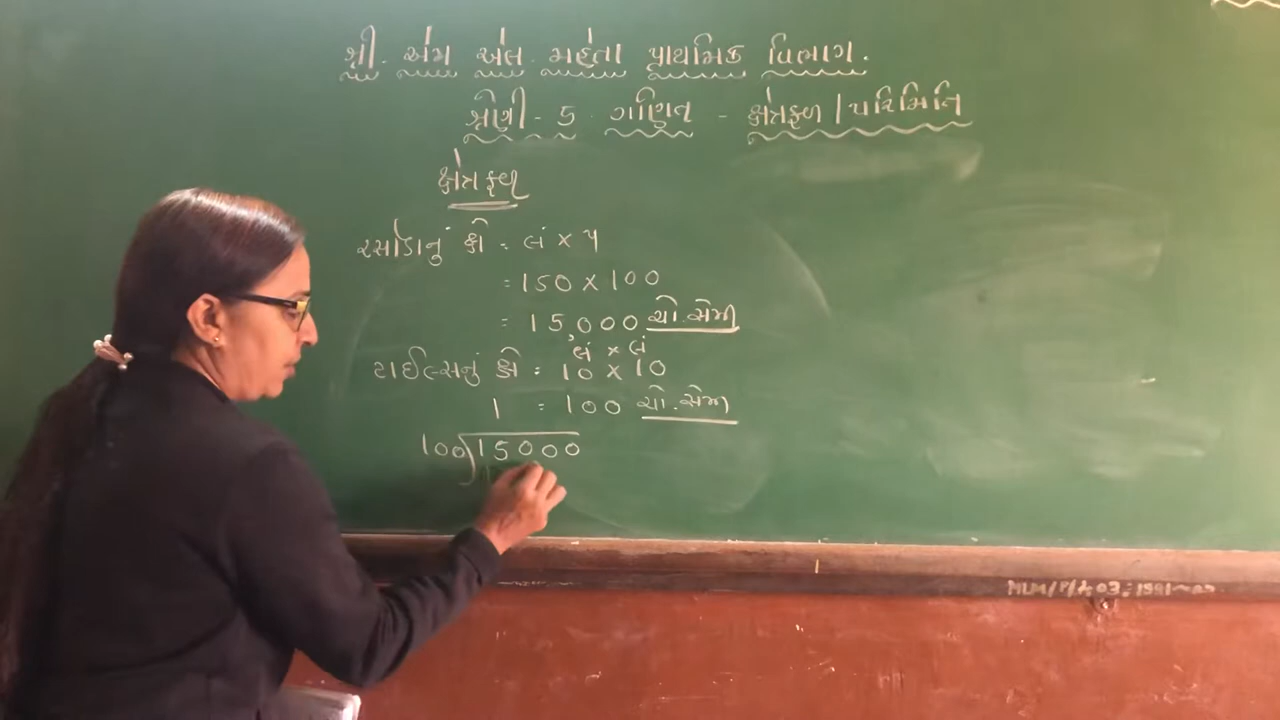 શ્રી. એમ એલ. મહેતા પ્રાથમિક વિભાગ.
શ્રેણી - 5 ગણિત - ક્ષેત્રફળ / પરિમિતિ
ક્ષેત્રફળ
રસોડાનું ક્ષે = લં × પ
= 150 × 100
= 15,000 ચો.સેમી
લં × લં
ટાઈલ્સનું ક્ષે = 10 × 10
1 = 100 ચો.સેમી
100)15000